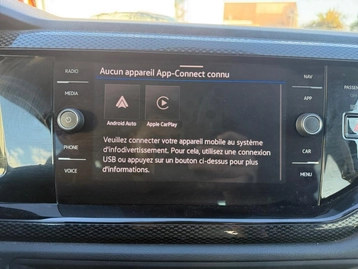 Aucun appareil App-Connect connu
RADIO
MEDIA
PHONE
VOICE
Android Auto
Apple CarPlay
Veuillez connecter votre appareil mobile au système
d'infodivertissement. Pour cela, utilisez une connexion
USB ou appuyez sur un bouton ci-dessus pour plus
d'informations.
NAV
APP
CAR
MENU